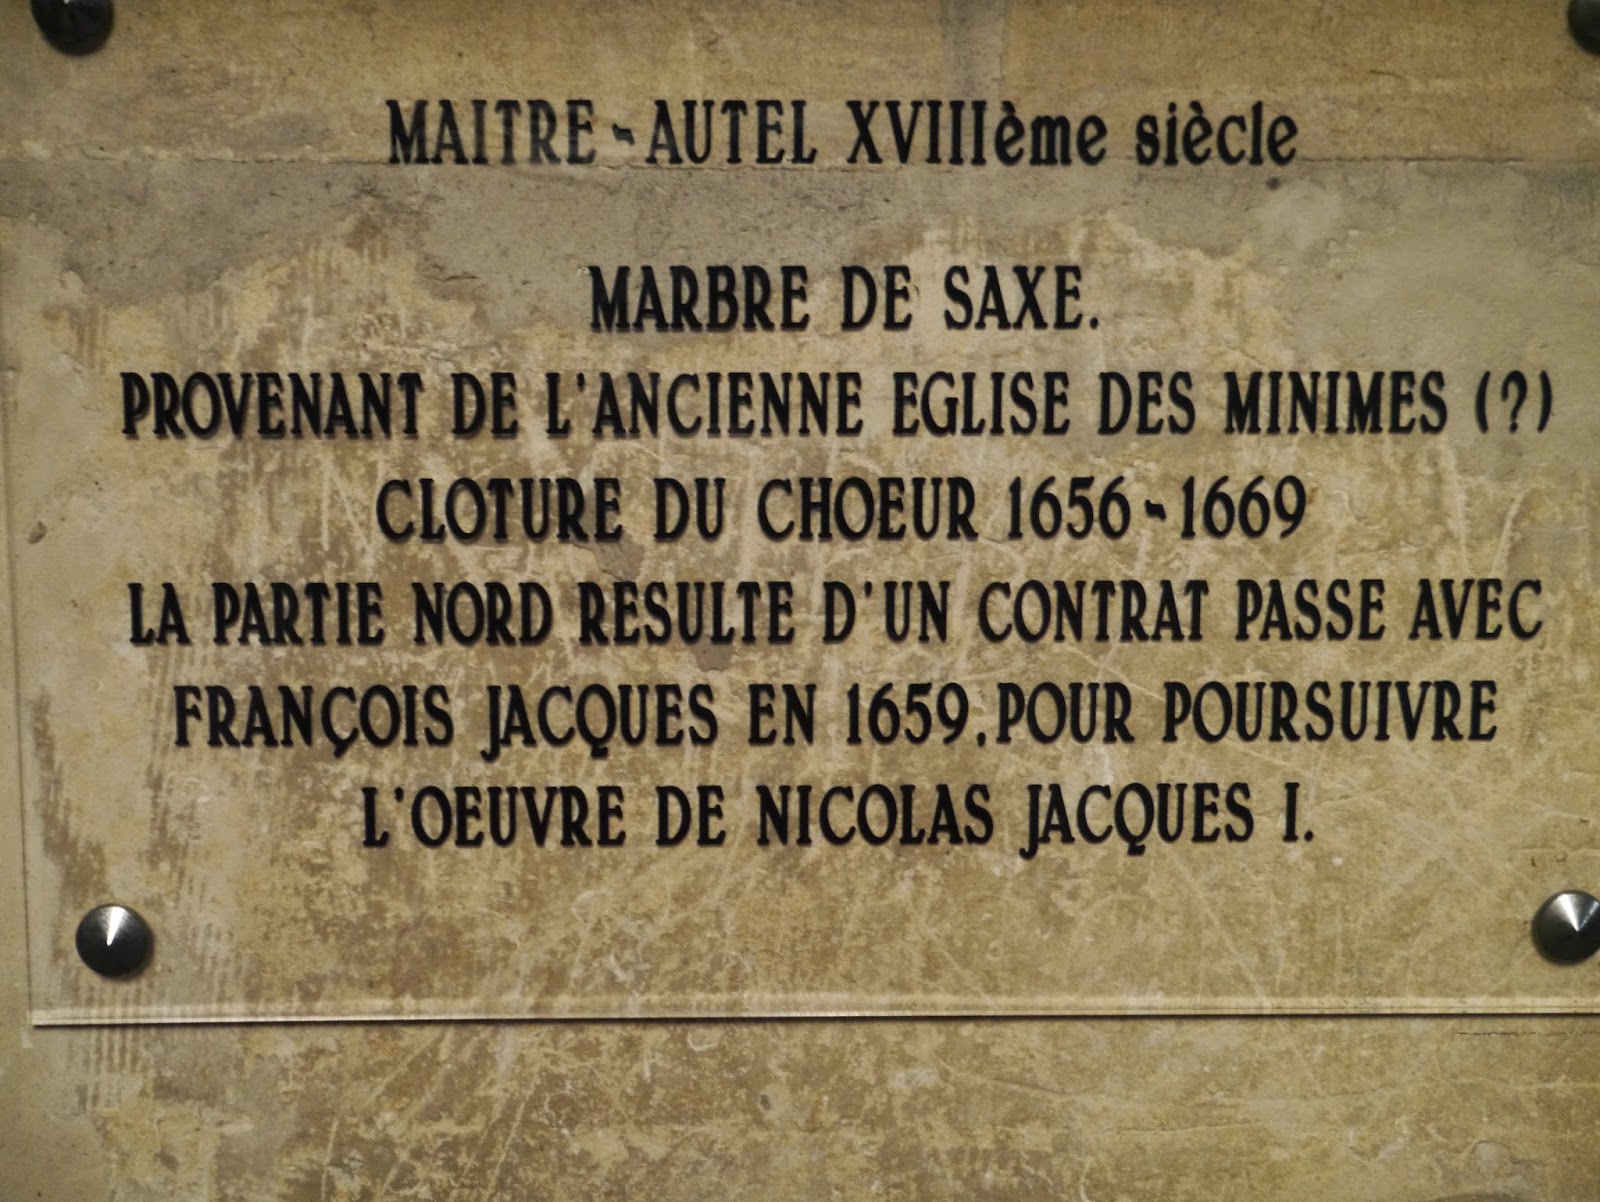 MAITRE-AUTEL XVIIIème siècle
MARBRE DE SAXE.
PROVENANT DE L'ANCIENNE EGLISE DES MINIMES (?)
CLOTURE DU CHOEUR 1656-1669
LA PARTIE NORD RESULTE D'UN CONTRAT PASSE AVEC
FRANÇOIS JACQUES EN 1659,POUR POURSUIVRE
L'OEUVRE DE NICOLAS JACQUES I.